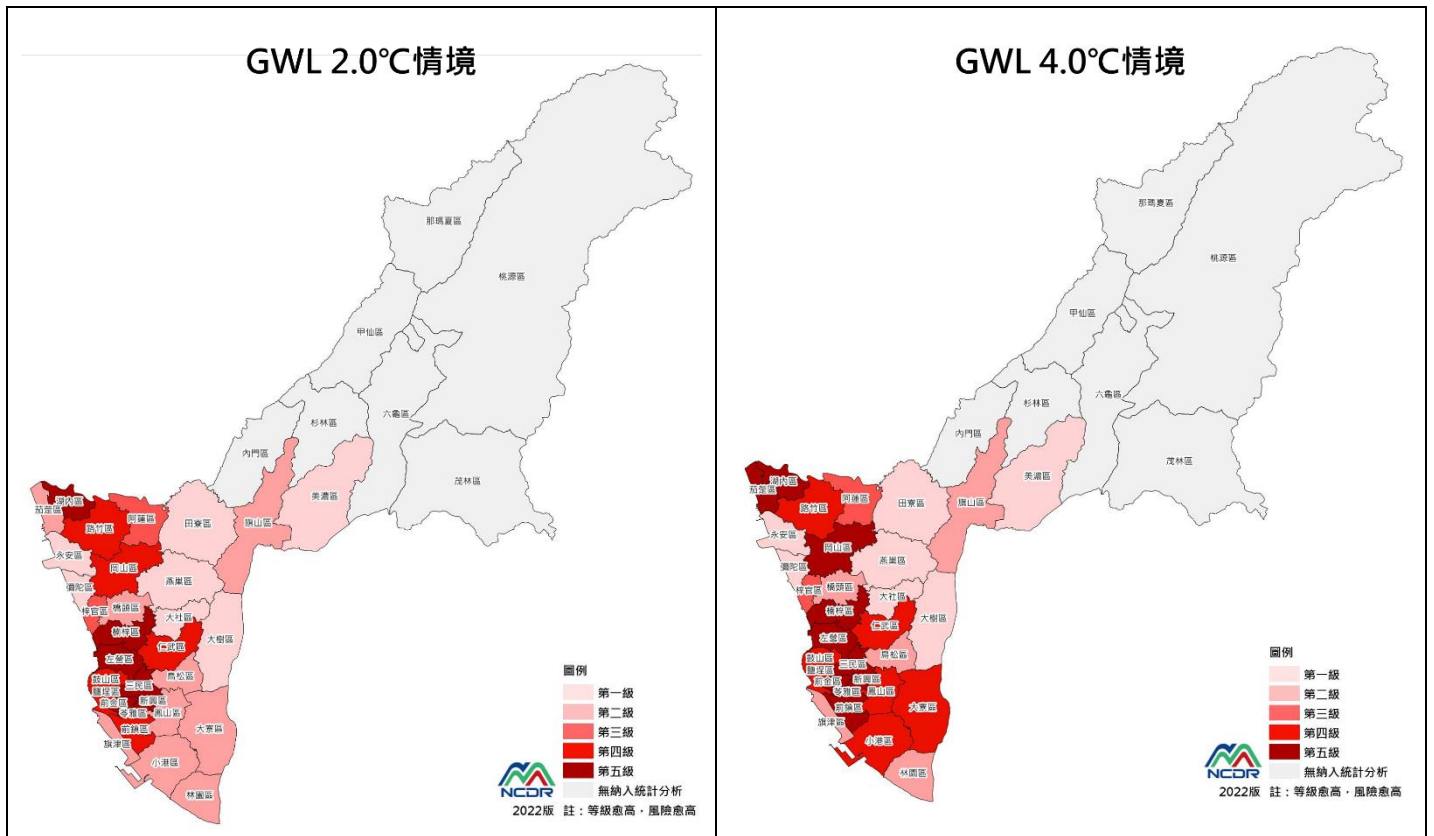 GWL 2.0℃情境
那瑪夏區
桃源區
甲仙區
六龜區
杉林區
內門區
美濃區
茂林區
旗山區
田寮區
湖內區
茄萣區
路竹區
阿蓮區
永安區
岡山區
燕巢區
彌陀區
梓官區
橋頭區
大社區
大樹區
楠梓區
仁武區
左營區
鳥松區
鼓山區
三民區
鹽埕區
前金區
新興區
苓雅區
鳳山區
大寮區
前鎮區
旗津區
小港區
林園區
圖例
第一級
第二級
第三級
第四級
第五級
無納入統計分析
NCDR
2022版 註：等級愈高，風險愈高
GWL 4.0℃情境
那瑪夏區
桃源區
甲仙區
六龜區
杉林區
內門區
美濃區
茂林區
旗山區
田寮區
湖內區
茄萣區
路竹區
阿蓮區
永安區
岡山區
燕巢區
彌陀區
梓官區
橋頭區
大社區
大樹區
楠梓區
仁武區
左營區
鳥松區
鼓山區
三民區
鹽埕區
前金區
新興區
苓雅區
鳳山區
大寮區
前鎮區
旗津區
小港區
林園區
圖例
第一級
第二級
第三級
第四級
第五級
無納入統計分析
NCDR
2022版 註：等級愈高，風險愈高